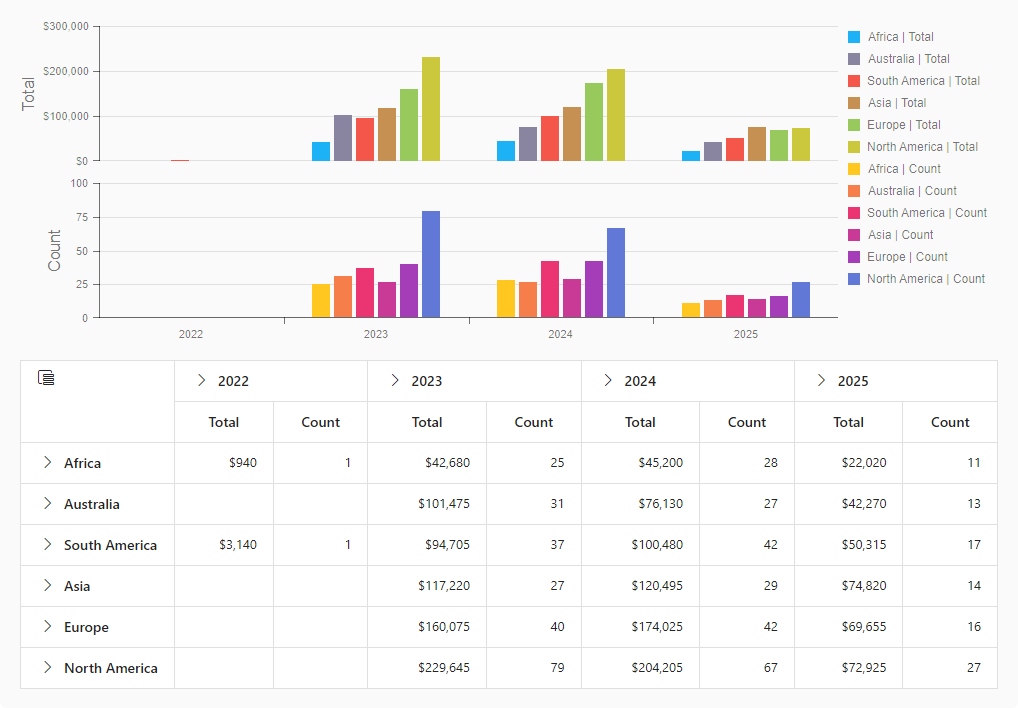 $300,000
$200,000
$100,000
$0
Total
100
75
50
25
0
Count
2022 2023 2024 2025
Africa | Total
Australia | Total
South America | Total
Asia | Total
Europe | Total
North America | Total
Africa | Count
Australia | Count
South America | Count
Asia | Count
Europe | Count
North America | Count
2022 2023 2024 2025
Total Count Total Count Total Count Total Count
Africa $940 1 $42,680 25 $45,200 28 $22,020 11
Australia $101,475 31 $76,130 27 $42,270 13
South America $3,140 1 $94,705 37 $100,480 42 $50,315 17
Asia $117,220 27 $120,495 29 $74,820 14
Europe $160,075 40 $174,025 42 $69,655 16
North America $229,645 79 $204,205 67 $72,925 27